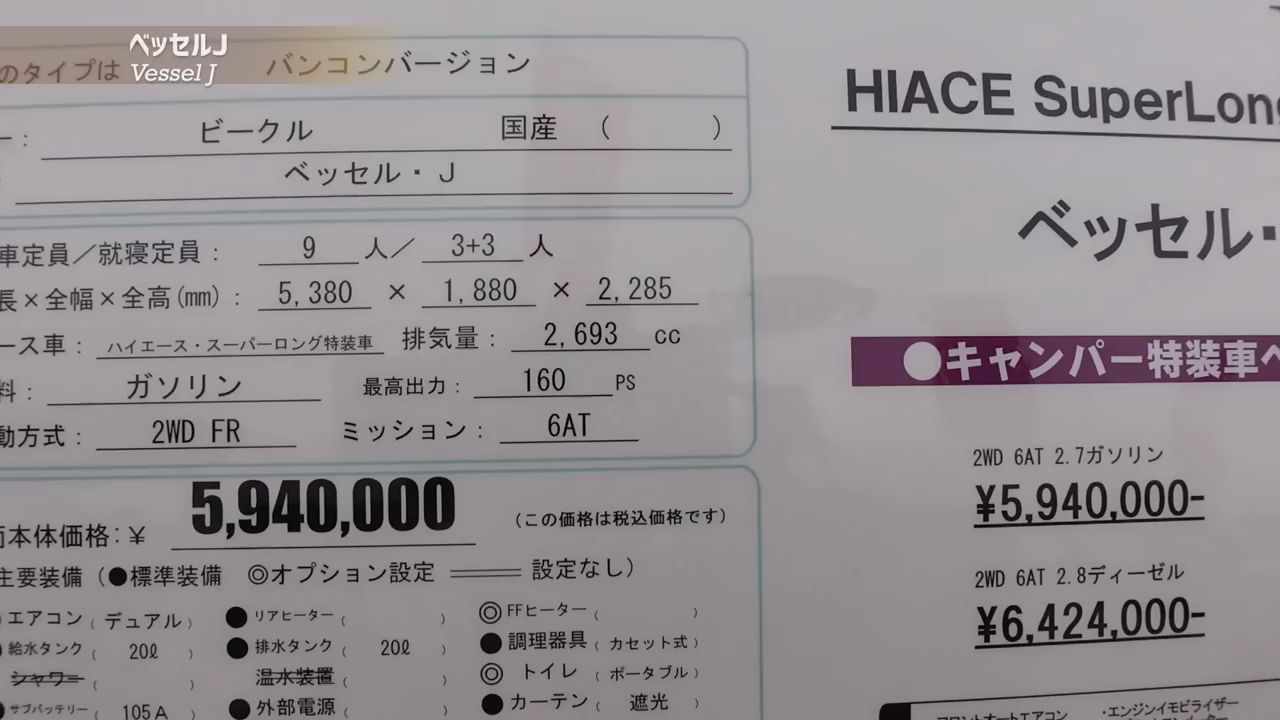 ベッセルJ
Vessel J
のタイプは バンコンバージョン
ー： ビークル 国産 （ ）
ベッセル・J
車定員／就寝定員： 9 人／ 3+3 人
長×全幅×全高(mm)： 5,380 × 1,880 × 2,285
ース車： ハイエース・スーパーロング特装車 排気量： 2,693 cc
料： ガソリン 最高出力： 160 PS
動方式： 2WD FR ミッション： 6AT
本体価格:¥ 5,940,000 （この価格は税込価格です）
主要装備（●標準装備 ◎オプション設定 ═══ 設定なし）
エアコン（デュアル） ●リアヒーター（ ） ◎FFヒーター（ ）
給水タンク（ 20ℓ ） ●排水タンク（ 20ℓ ） ●調理器具（カセット式）
シャワー（ ） 温水装置（ ） ◎トイレ（ポータブル）
サブバッテリー（ 105A ） ●外部電源（ ） ●カーテン（ 遮光 ）
HIACE SuperLong
ベッセル・
●キャンパー特装車ベ
2WD 6AT 2.7ガソリン
¥5,940,000-
2WD 6AT 2.8ディーゼル
¥6,424,000-
フロントオートエアコン ・エンジンイモビライザー